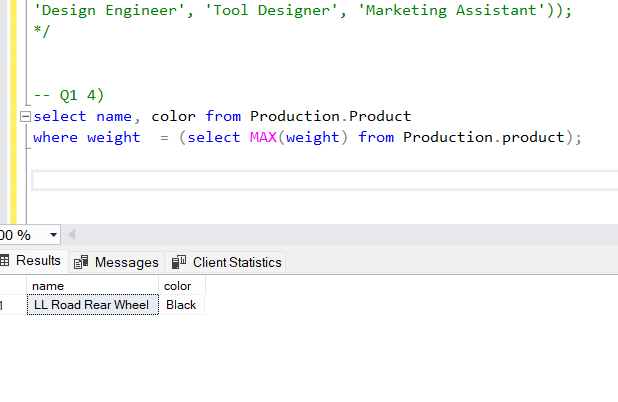 'Design Engineer', 'Tool Designer', 'Marketing Assistant'));
*/
-- Q1 4)
select name, color from Production.Product
where weight  = (select MAX(weight) from Production.product);
00 %
Results Messages Client Statistics
name color
1 LL Road Rear Wheel Black